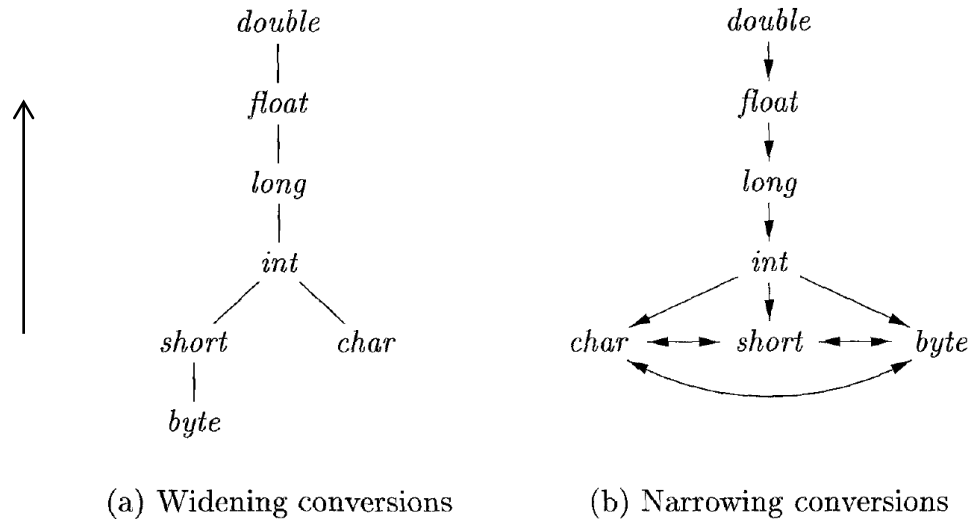 double
float
long
int
short char
byte
(a) Widening conversions
double
float
long
int
char short byte
(b) Narrowing conversions